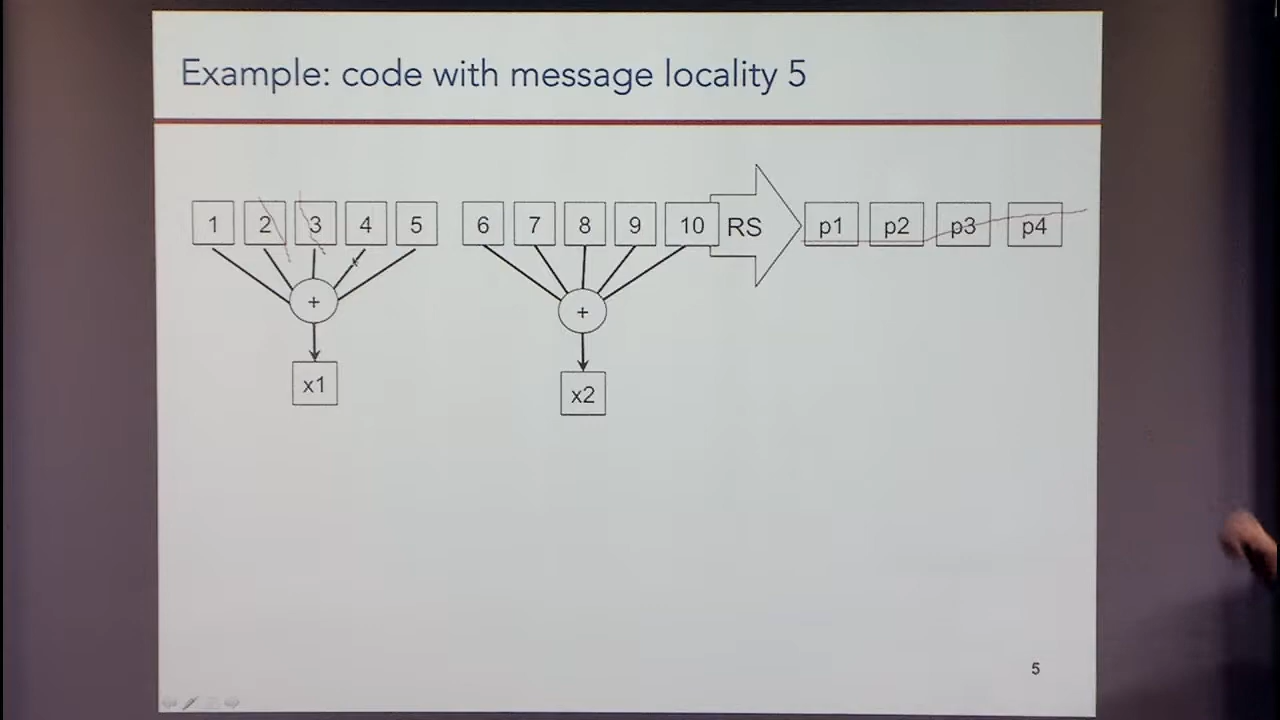 Example: code with message locality 5
1 2 3 4 5 6 7 8 9 10 RS p1 p2 p3 p4
+ +
x1 x2
5